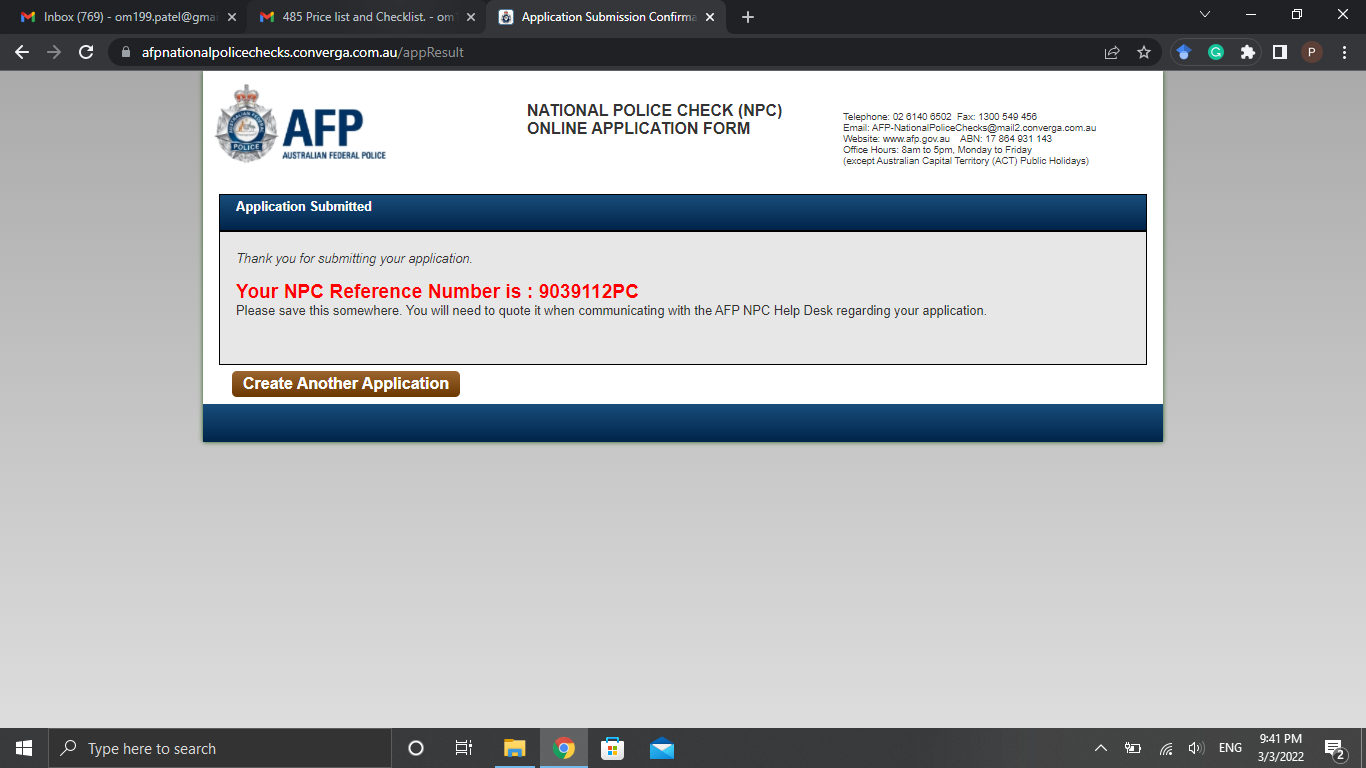 Inbox (769) - om199.patel@gmai
485 Price list and Checklist. - om1
Application Submission Confirma
afpnationalpolicechecks.converga.com.au/appResult
P
AUSTRALIAN FEDERAL
POLICE
AFP
AUSTRALIAN FEDERAL POLICE
NATIONAL POLICE CHECK (NPC)
ONLINE APPLICATION FORM
Telephone: 02 6140 6502 Fax: 1300 549 456
Email: AFP-NationalPoliceChecks@mail2.converga.com.au
Website: www.afp.gov.au ABN: 17 864 931 143
Office Hours: 8am to 5pm, Monday to Friday
(except Australian Capital Territory (ACT) Public Holidays)
Application Submitted
Thank you for submitting your application.
Your NPC Reference Number is : 9039112PC
Please save this somewhere. You will need to quote it when communicating with the AFP NPC Help Desk regarding your application.
Create Another Application
Type here to search
ENG
9:41 PM
3/3/2022
2